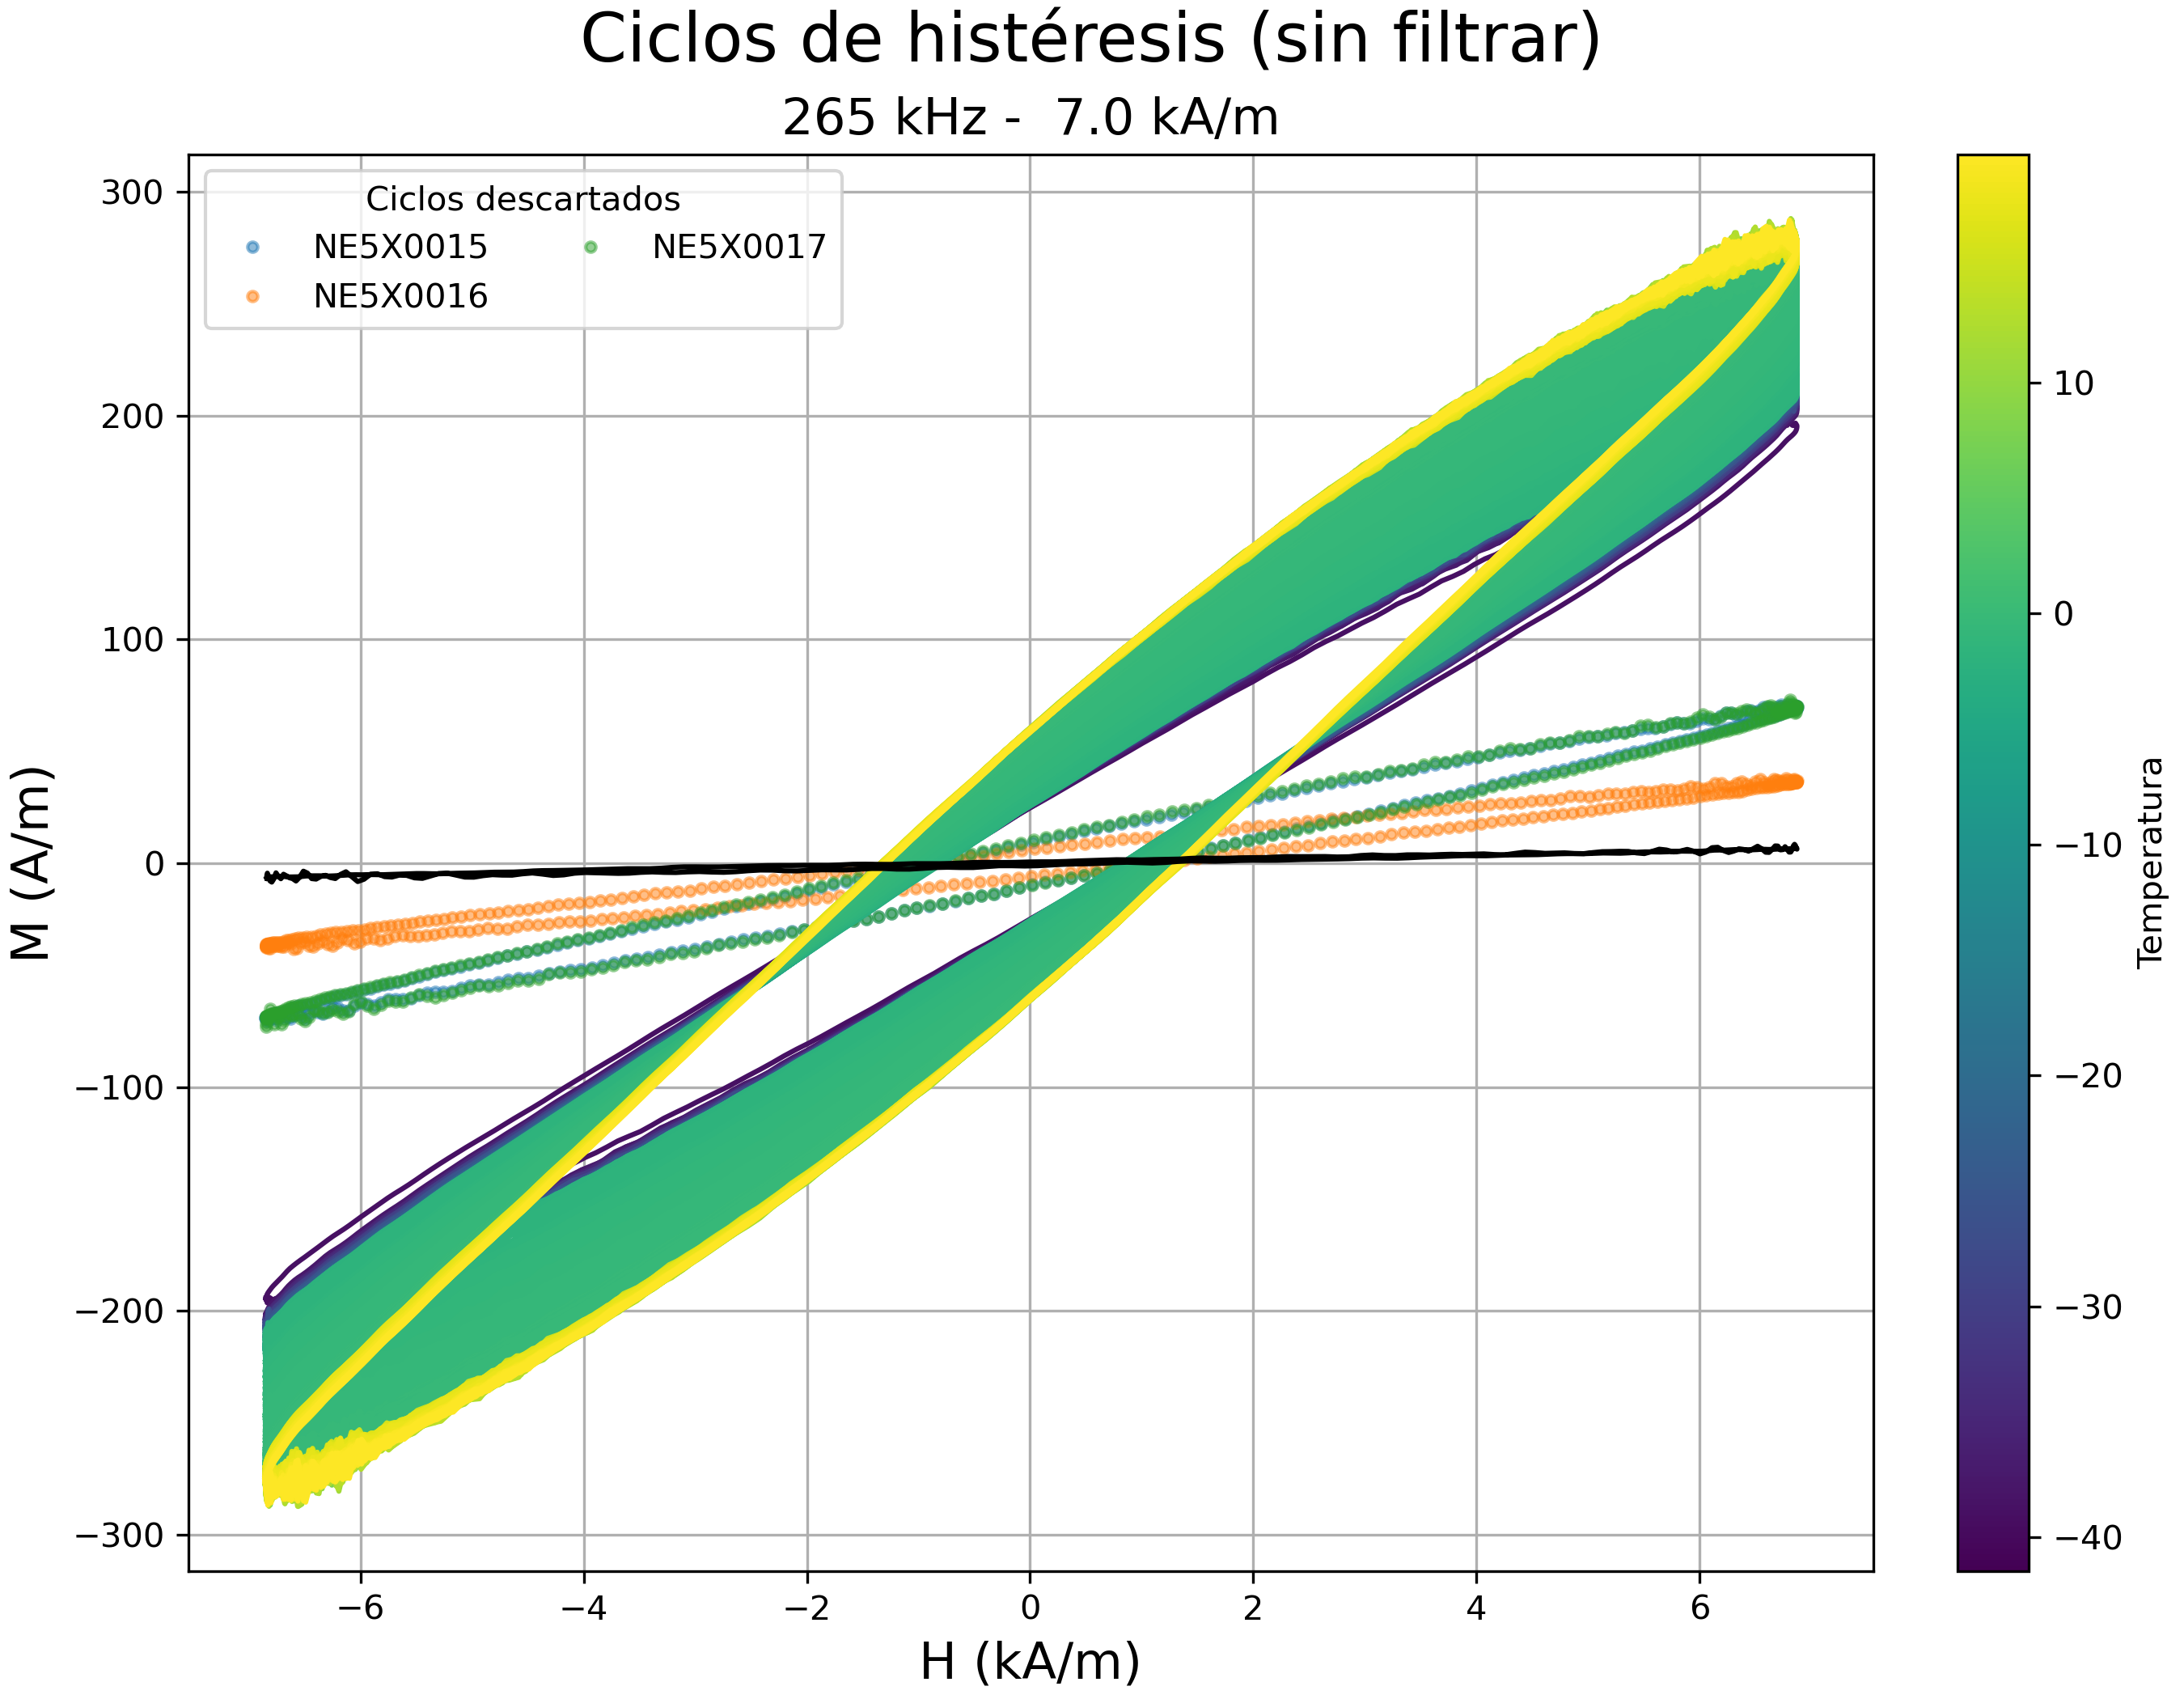 Ciclos de histéresis (sin filtrar)
265 kHz -  7.0 kA/m
Ciclos descartados
NE5X0015
NE5X0016
NE5X0017
300
200
100
0
−100
−200
−300
M (A/m)
−6
−4
−2
0
2
4
6
H (kA/m)
10
0
−10
−20
−30
−40
Temperatura